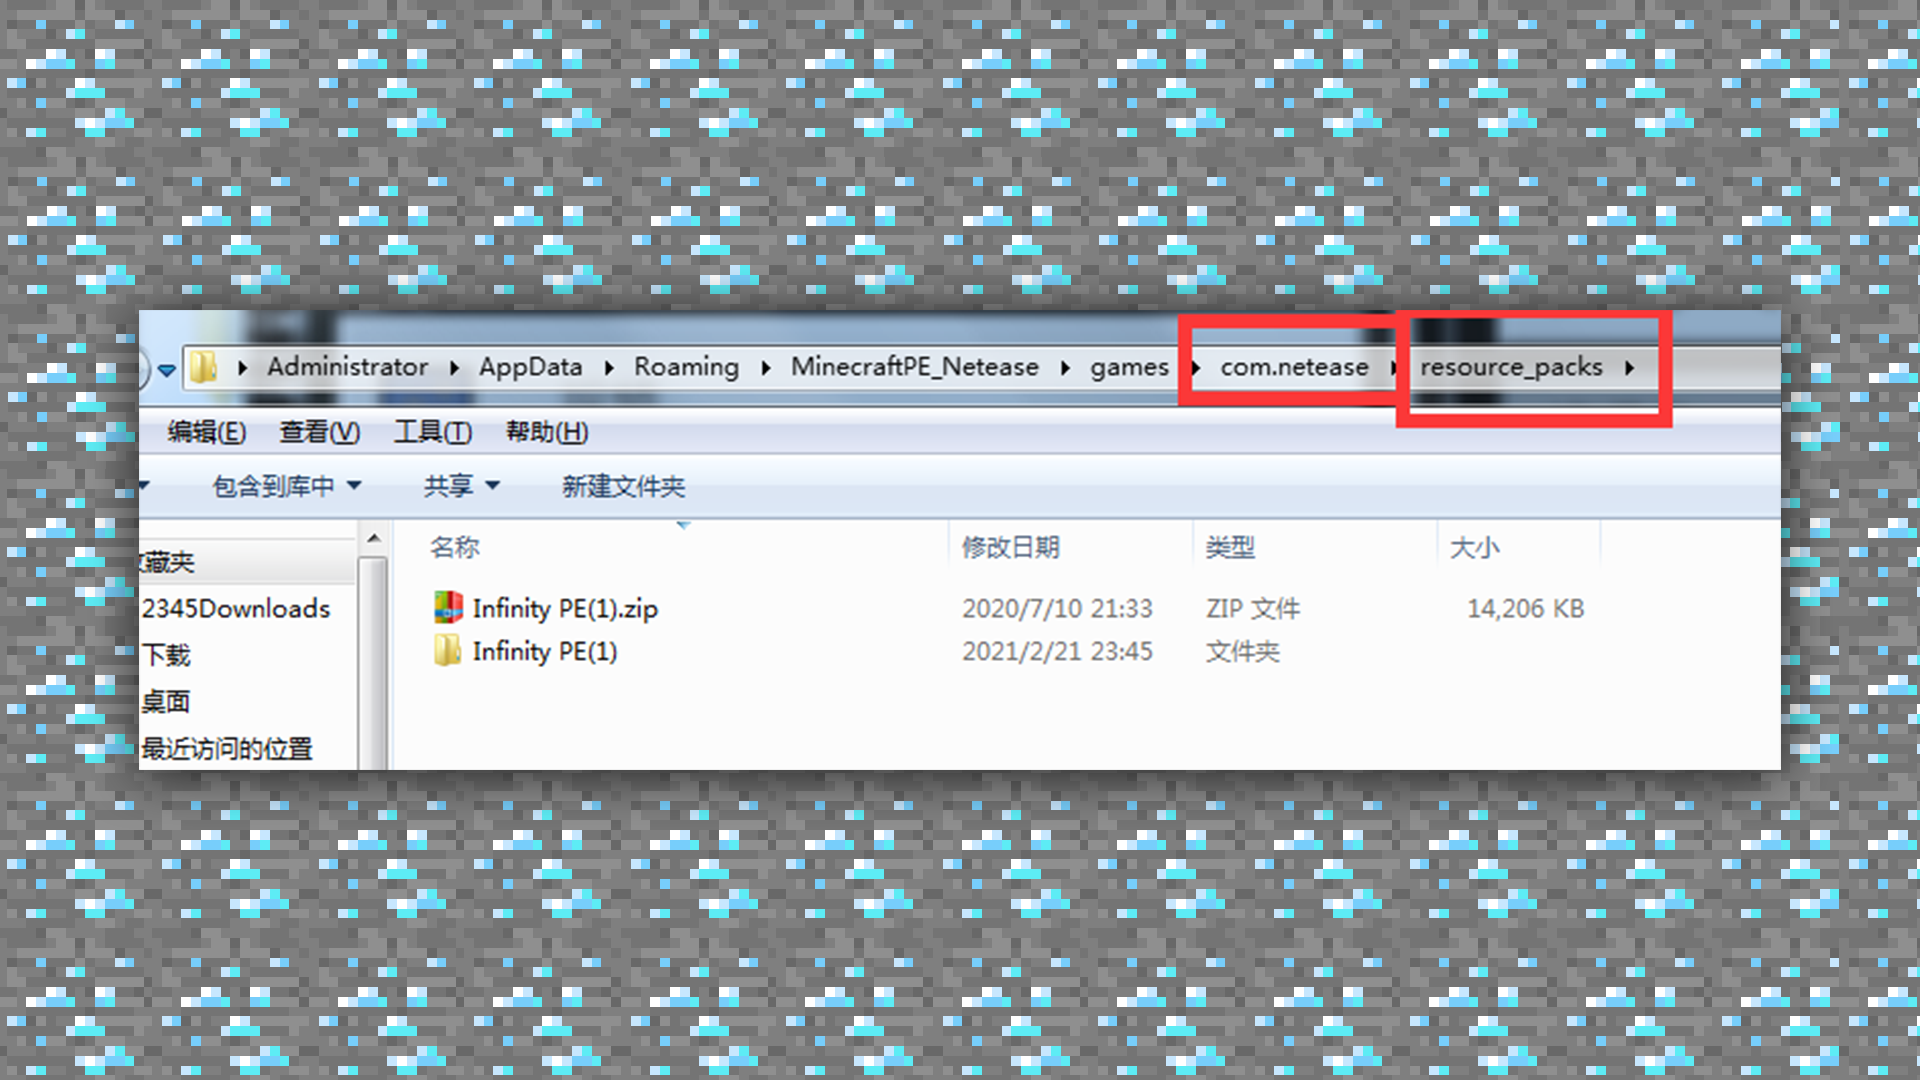 Administrator AppData Roaming MinecraftPE_Netease games com.netease resource_packs
编辑(E) 查看(V) 工具(T) 帮助(H)
包含到库中 共享 新建文件夹
名称 修改日期 类型 大小
藏夹
2345Downloads
下载
桌面
最近访问的位置
Infinity PE(1).zip 2020/7/10 21:33 ZIP 文件 14,206 KB
Infinity PE(1) 2021/2/21 23:45 文件夹